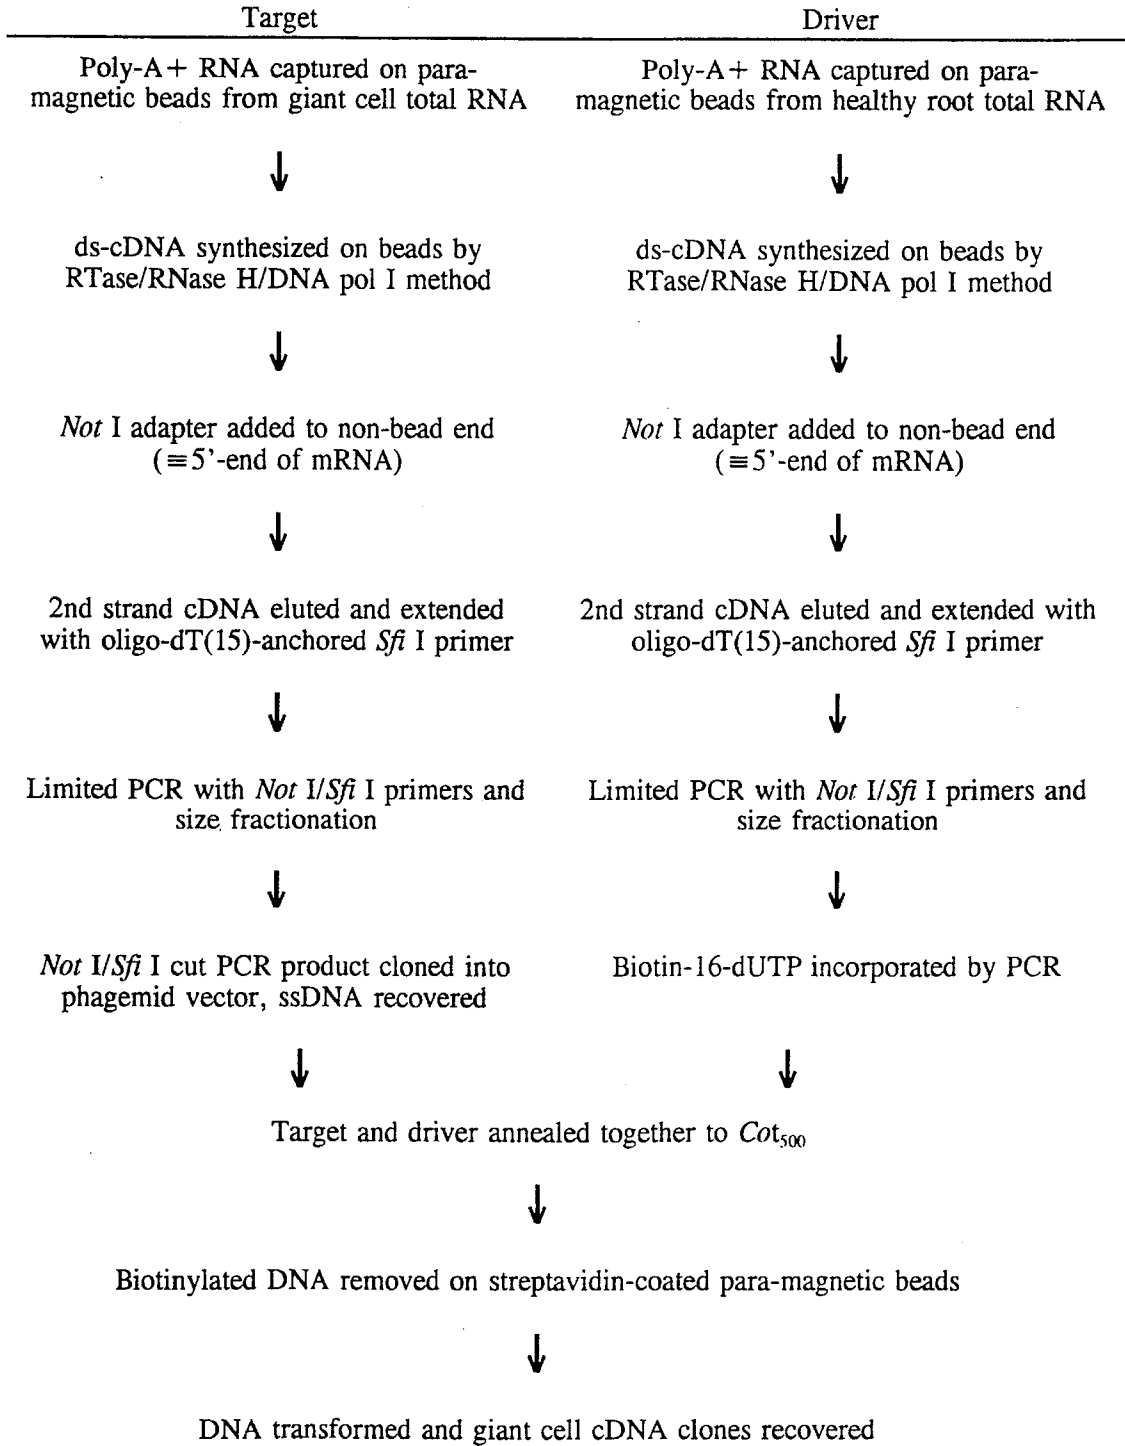 Target
Driver
Poly-A+ RNA captured on para-
magnetic beads from giant cell total RNA
Poly-A+ RNA captured on para-
magnetic beads from healthy root total RNA
ds-cDNA synthesized on beads by
RTase/RNase H/DNA pol I method
ds-cDNA synthesized on beads by
RTase/RNase H/DNA pol I method
Not I adapter added to non-bead end
(≡5'-end of mRNA)
Not I adapter added to non-bead end
(≡5'-end of mRNA)
2nd strand cDNA eluted and extended
with oligo-dT(15)-anchored Sfi I primer
2nd strand cDNA eluted and extended with
oligo-dT(15)-anchored Sfi I primer
Limited PCR with Not I/Sfi I primers and
size fractionation
Limited PCR with Not I/Sfi I primers and
size fractionation
Not I/Sfi I cut PCR product cloned into
phagemid vector, ssDNA recovered
Biotin-16-dUTP incorporated by PCR
Target and driver annealed together to Cot500
Biotinylated DNA removed on streptavidin-coated para-magnetic beads
DNA transformed and giant cell cDNA clones recovered